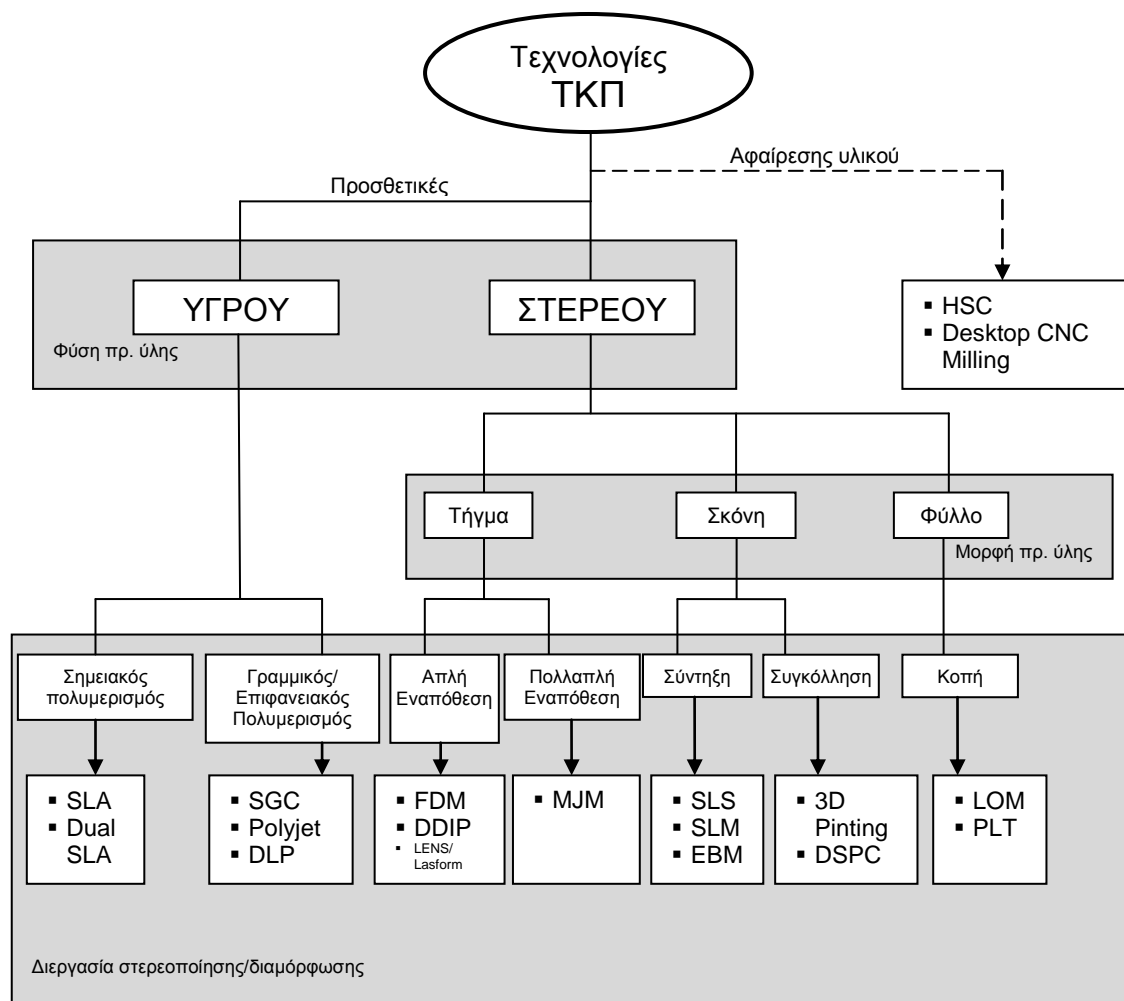 Τεχνολογίες
ΤΚΠ
Αφαίρεσης υλικού
Προσθετικές
ΥΓΡΟΥ
ΣΤΕΡΕΟΥ
Φύση πρ. ύλης
▪ HSC
▪ Desktop CNC
Milling
Τήγμα
Σκόνη
Φύλλο
Μορφή πρ. ύλης
Σημειακός
πολυμερισμός
Γραμμικός/
Επιφανειακός
Πολυμερισμός
Απλή
Εναπόθεση
Πολλαπλή
Εναπόθεση
Σύντηξη
Συγκόλληση
Κοπή
▪ SLA
▪ Dual
SLA
▪ SGC
▪ Polyjet
▪ DLP
▪ FDM
▪ DDIP
▪ LENS/
Lasform
▪ MJM
▪ SLS
▪ SLM
▪ EBM
▪ 3D
Pinting
▪ DSPC
▪ LOM
▪ PLT
Διεργασία στερεοποίησης/διαμόρφωσης